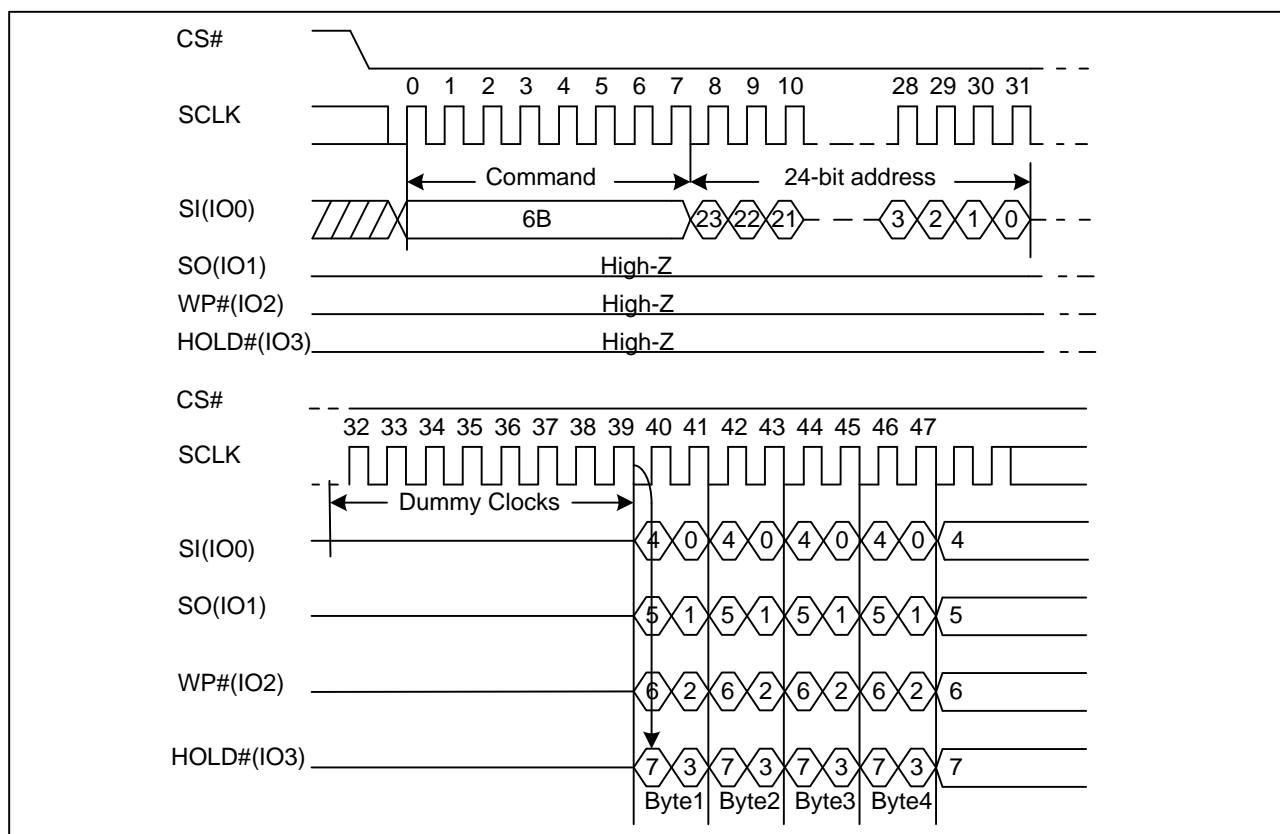 CS#
0 1 2 3 4 5 6 7 8 9 10 28 29 30 31
SCLK
Command 24-bit address
SI(IO0) 6B 23 22 21 3 2 1 0
SO(IO1) High-Z
WP#(IO2) High-Z
HOLD#(IO3) High-Z
CS#
32 33 34 35 36 37 38 39 40 41 42 43 44 45 46 47
SCLK
Dummy Clocks
SI(IO0) 4 0 4 0 4 0 4 0 4
SO(IO1) 5 1 5 1 5 1 5 1 5
WP#(IO2) 6 2 6 2 6 2 6 2 6
HOLD#(IO3) 7 3 7 3 7 3 7 3 7
Byte1 Byte2 Byte3 Byte4